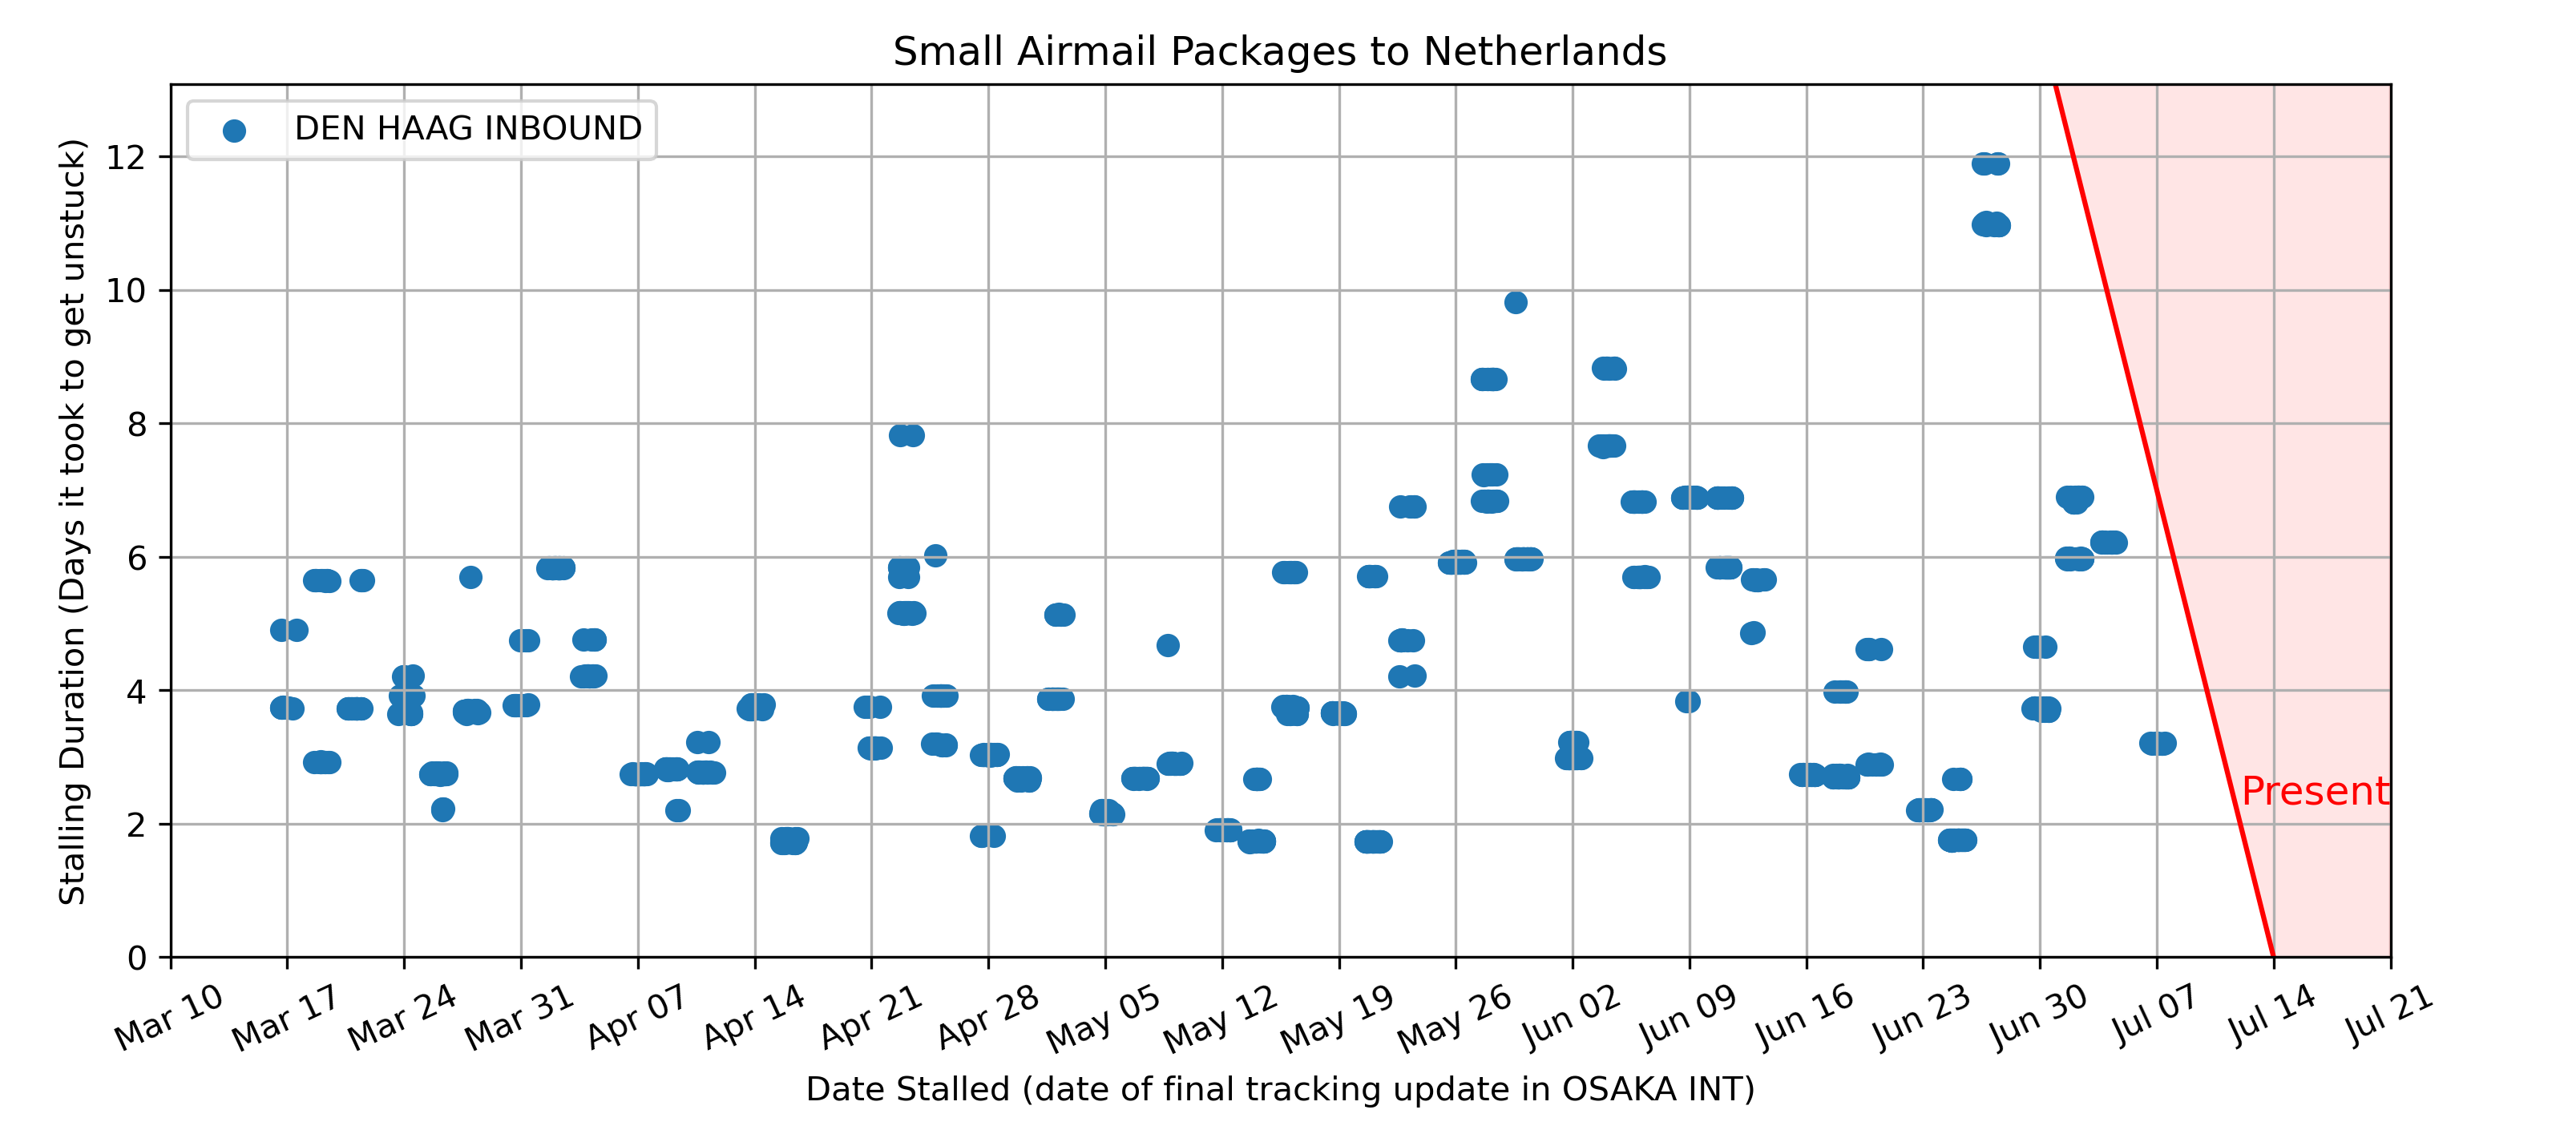 Small Airmail Packages to Netherlands
DEN HAAG INBOUND
Stalling Duration (Days it took to get unstuck)
12
10
8
6
4
2
0
Present
Mar 10
Mar 17
Mar 24
Mar 31
Apr 07
Apr 14
Apr 21
Apr 28
May 05
May 12
May 19
May 26
Jun 02
Jun 09
Jun 16
Jun 23
Jun 30
Jul 07
Jul 14
Jul 21
Date Stalled (date of final tracking update in OSAKA INT)